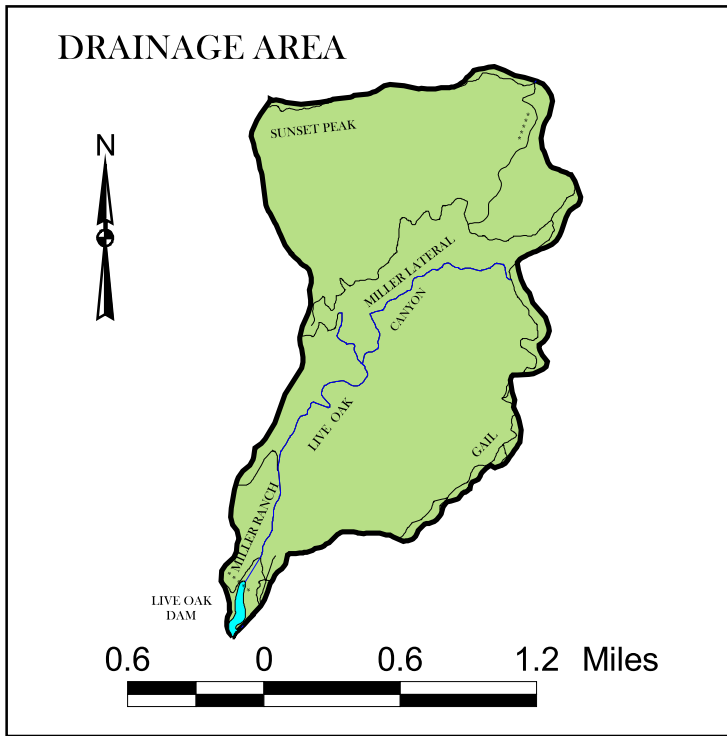 DRAINAGE AREA
SUNSET PEAK
N
MILLER LATERAL
CANYON
LIVE OAK
GAIL
MILLER RANCH
LIVE OAK
DAM
0.6 0 0.6 1.2 Miles